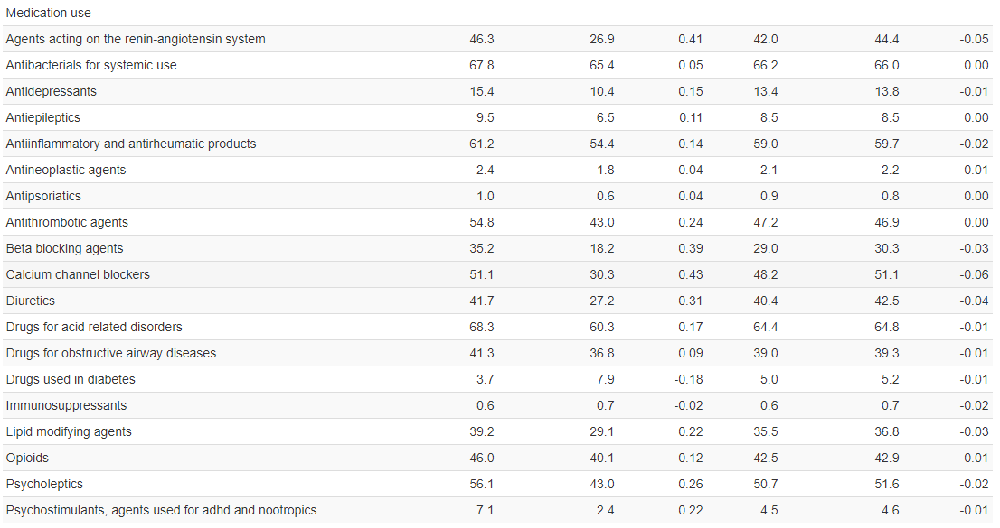 Medication use
Agents acting on the renin-angiotensin system 46.3 26.9 0.41 42.0 44.4 -0.05
Antibacterials for systemic use 67.8 65.4 0.05 66.2 66.0 0.00
Antidepressants 15.4 10.4 0.15 13.4 13.8 -0.01
Antiepileptics 9.5 6.5 0.11 8.5 8.5 0.00
Antiinflammatory and antirheumatic products 61.2 54.4 0.14 59.0 59.7 -0.02
Antineoplastic agents 2.4 1.8 0.04 2.1 2.2 -0.01
Antipsoriatics 1.0 0.6 0.04 0.9 0.8 0.00
Antithrombotic agents 54.8 43.0 0.24 47.2 46.9 0.00
Beta blocking agents 35.2 18.2 0.39 29.0 30.3 -0.03
Calcium channel blockers 51.1 30.3 0.43 48.2 51.1 -0.06
Diuretics 41.7 27.2 0.31 40.4 42.5 -0.04
Drugs for acid related disorders 68.3 60.3 0.17 64.4 64.8 -0.01
Drugs for obstructive airway diseases 41.3 36.8 0.09 39.0 39.3 -0.01
Drugs used in diabetes 3.7 7.9 -0.18 5.0 5.2 -0.01
Immunosuppressants 0.6 0.7 -0.02 0.6 0.7 -0.02
Lipid modifying agents 39.2 29.1 0.22 35.5 36.8 -0.03
Opioids 46.0 40.1 0.12 42.5 42.9 -0.01
Psycholeptics 56.1 43.0 0.26 50.7 51.6 -0.02
Psychostimulants, agents used for adhd and nootropics 7.1 2.4 0.22 4.5 4.6 -0.01